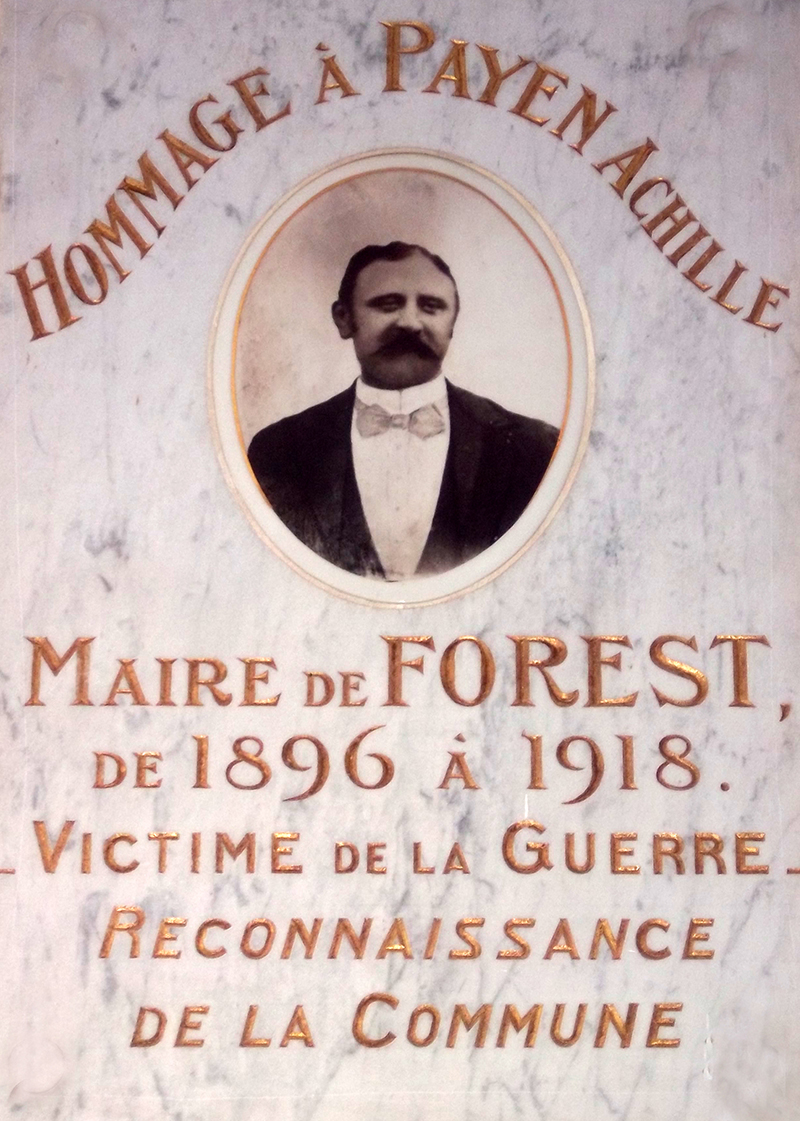 HOMMAGE À PAYEN ACHILLE
MAIRE DE FOREST,
DE 1896 À 1918.
VICTIME DE LA GUERRE
RECONNAISSANCE
DE LA COMMUNE